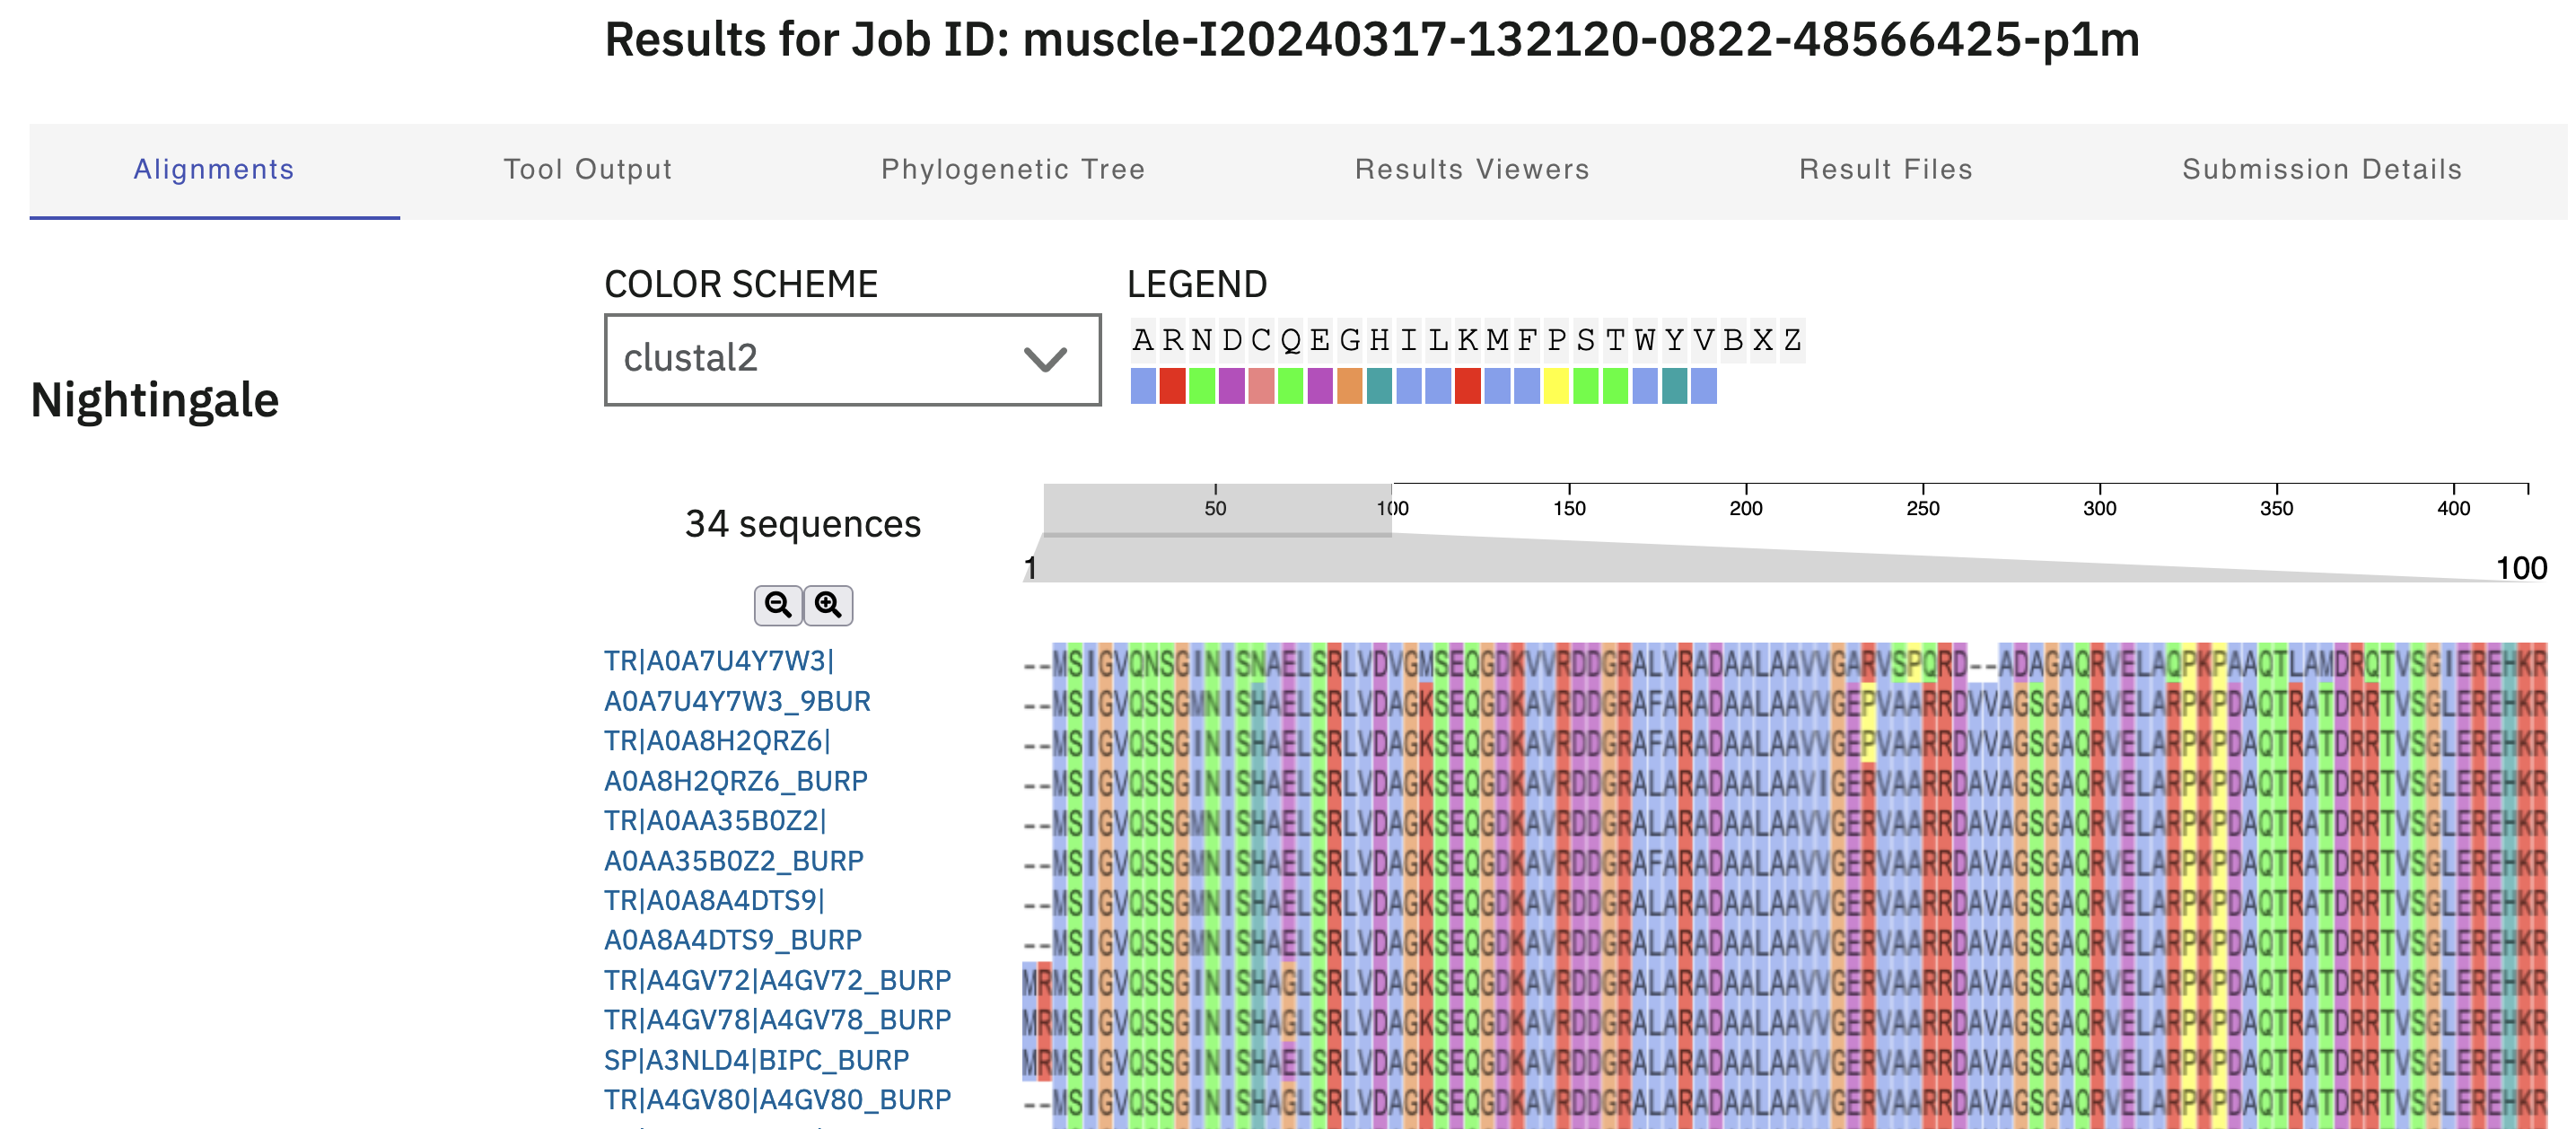 Results for Job ID: muscle-I20240317-132120-0822-48566425-p1m
Alignments Tool Output Phylogenetic Tree Results Viewers Result Files Submission Details
COLOR SCHEME LEGEND
A R N D C Q E G H I L K M F P S T W Y V B X Z
clustal2
Nightingale
50 100 150 200 250 300 350 400
34 sequences
1 100
TR|A0A7U4Y7W3| --MSIGVQNSGINISNAELSRLVDVGMSEQGDKVVRDDGRALVRADAALAAVVGARVSPQRD--ADAGAQRVELAQPKPAAQTLAMDRQTVSGIEREHKR
A0A7U4Y7W3_9BUR --MSIGVQSSGMNISHAELSRLVDAGKSEQGDKAVRDDGRAFARADAALAAVVGEPVAARRDVVAGSGAQRVELARPKPDAQTRATDRRTVSGLEREHKR
TR|A0A8H2QRZ6| --MSIGVQSSGINISHAELSRLVDAGKSEQGDKAVRDDGRAFARADAALAAVVGEPVAARRDVVAGSGAQRVELARPKPDAQTRATDRRTVSGLEREHKR
A0A8H2QRZ6_BURP --MSIGVQSSGINISHAELSRLVDAGKSEQGDKAVRDDGRALARADAALAAVIGERVAARRDAVAGSGAQRVELARPKPDAQTRATDRRTVSGLEREHKR
TR|A0AA35B0Z2| --MSIGVQSSGMNISHAELSRLVDAGKSEQGDKAVRDDGRALARADAALAAVVGERVAARRDAVAGSGAQRVELARPKPDAQTRATDRRTVSGLEREHKR
A0AA35B0Z2_BURP --MSIGVQSSGMNISHAELSRLVDAGKSEQGDKAVRDDGRAFARADAALAAVVGERVAARRDAVAGSGAQRVELARPKPDAQTRATDRRTVSGLEREHKR
TR|A0A8A4DTS9| --MSIGVQSSGMNISHAELSRLVDAGKSEQGDKAVRDDGRALARADAALAAVVGERVAARRDAVAGSGAQRVELARPKPDAQTRATDRRTVSGLEREHKR
A0A8A4DTS9_BURP --MSIGVQSSGMNISHAELSRLVDAGKSEQGDKAVRDDGRALARADAALAAVVGERVAARRDAVAGSGAQRVELARPKPDAQTRATDRRTVSGLEREHKR
TR|A4GV72|A4GV72_BURP MRMSIGVQSSGINISHAGLSRLVDAGKSEQGDKAVRDDGRALARADAALAAVVGERVAARRDAVAGSGAQRVELARPKPDAQTRATDRRTVSGLEREHKR
TR|A4GV78|A4GV78_BURP MRMSIGVQSSGINISHAGLSRLVDAGKSEQGDKAVRDDGRALARADAALAAVVGERVAARRDAVAGSGAQRVELARPKPDAQTRATDRRTVSGLEREHKR
SP|A3NLD4|BIPC_BURP MRMSIGVQSSGINISHAELSRLVDAGKSEQGDKAVRDDGRALARADAALAAVVGERVAARRDAVAGSGAQRVELARPKPDAQTRATDRRTVSGLEREHKR
TR|A4GV80|A4GV80_BURP --MSIGVQSSGINISHAGLSRLVDAGKSEQGDKAVRDDGRALARADAALAAVVGERVAARRDAVAGSGAQRVELARPKPDAQTRATDRRTVSGLEREHKR